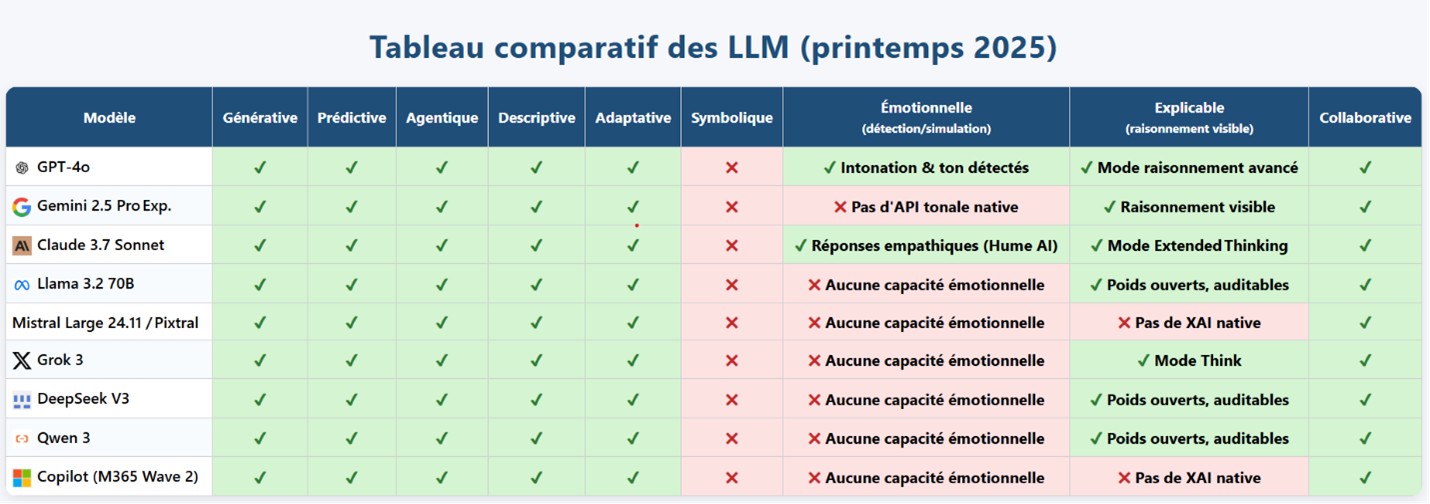 Tableau comparatif des LLM (printemps 2025)
Modèle Générative Prédictive Agentique Descriptive Adaptative Symbolique Émotionnelle (détection/simulation) Explicable (raisonnement visible) Collaborative
GPT-4o ✓ ✓ ✓ ✓ ✓ ✕ ✓ Intonation & ton détectés ✓ Mode raisonnement avancé ✓
Gemini 2.5 Pro Exp. ✓ ✓ ✓ ✓ ✓ ✕ ✕ Pas d'API tonale native ✓ Raisonnement visible ✓
Claude 3.7 Sonnet ✓ ✓ ✓ ✓ ✓ ✕ ✓ Réponses empathiques (Hume AI) ✓ Mode Extended Thinking ✓
Llama 3.2 70B ✓ ✓ ✓ ✓ ✓ ✕ ✕ Aucune capacité émotionnelle ✓ Poids ouverts, auditables ✓
Mistral Large 24.11 / Pixtral ✓ ✓ ✓ ✓ ✓ ✕ ✕ Aucune capacité émotionnelle ✕ Pas de XAI native ✓
Grok 3 ✓ ✓ ✓ ✓ ✓ ✕ ✕ Aucune capacité émotionnelle ✓ Mode Think ✓
DeepSeek V3 ✓ ✓ ✓ ✓ ✓ ✕ ✕ Aucune capacité émotionnelle ✓ Poids ouverts, auditables ✓
Qwen 3 ✓ ✓ ✓ ✓ ✓ ✕ ✕ Aucune capacité émotionnelle ✓ Poids ouverts, auditables ✓
Copilot (M365 Wave 2) ✓ ✓ ✓ ✓ ✓ ✕ ✕ Aucune capacité émotionnelle ✕ Pas de XAI native ✓